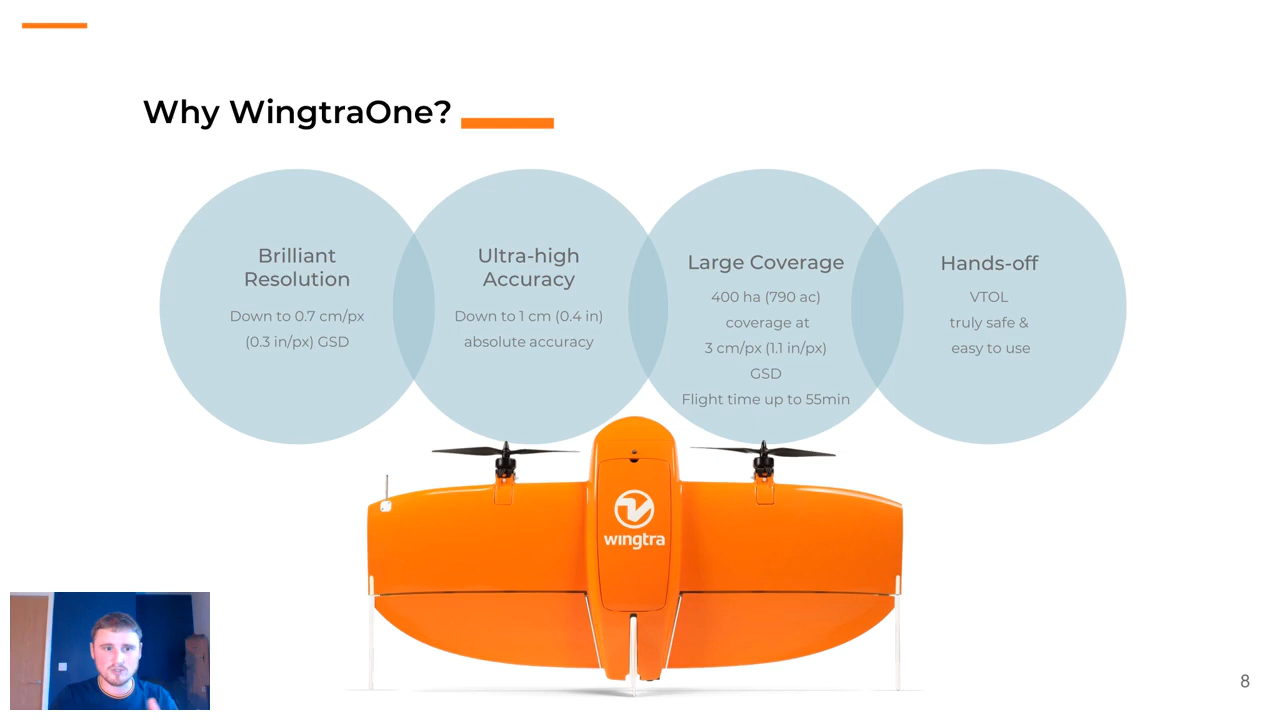 Why WingtraOne?
Brilliant
Resolution
Down to 0.7 cm/px
(0.3 in/px) GSD
Ultra-high
Accuracy
Down to 1 cm (0.4 in)
absolute accuracy
Large Coverage
400 ha (790 ac)
coverage at
3 cm/px (1.1 in/px)
GSD
Flight time up to 55min
Hands-off
VTOL
truly safe &
easy to use
wingtra
8